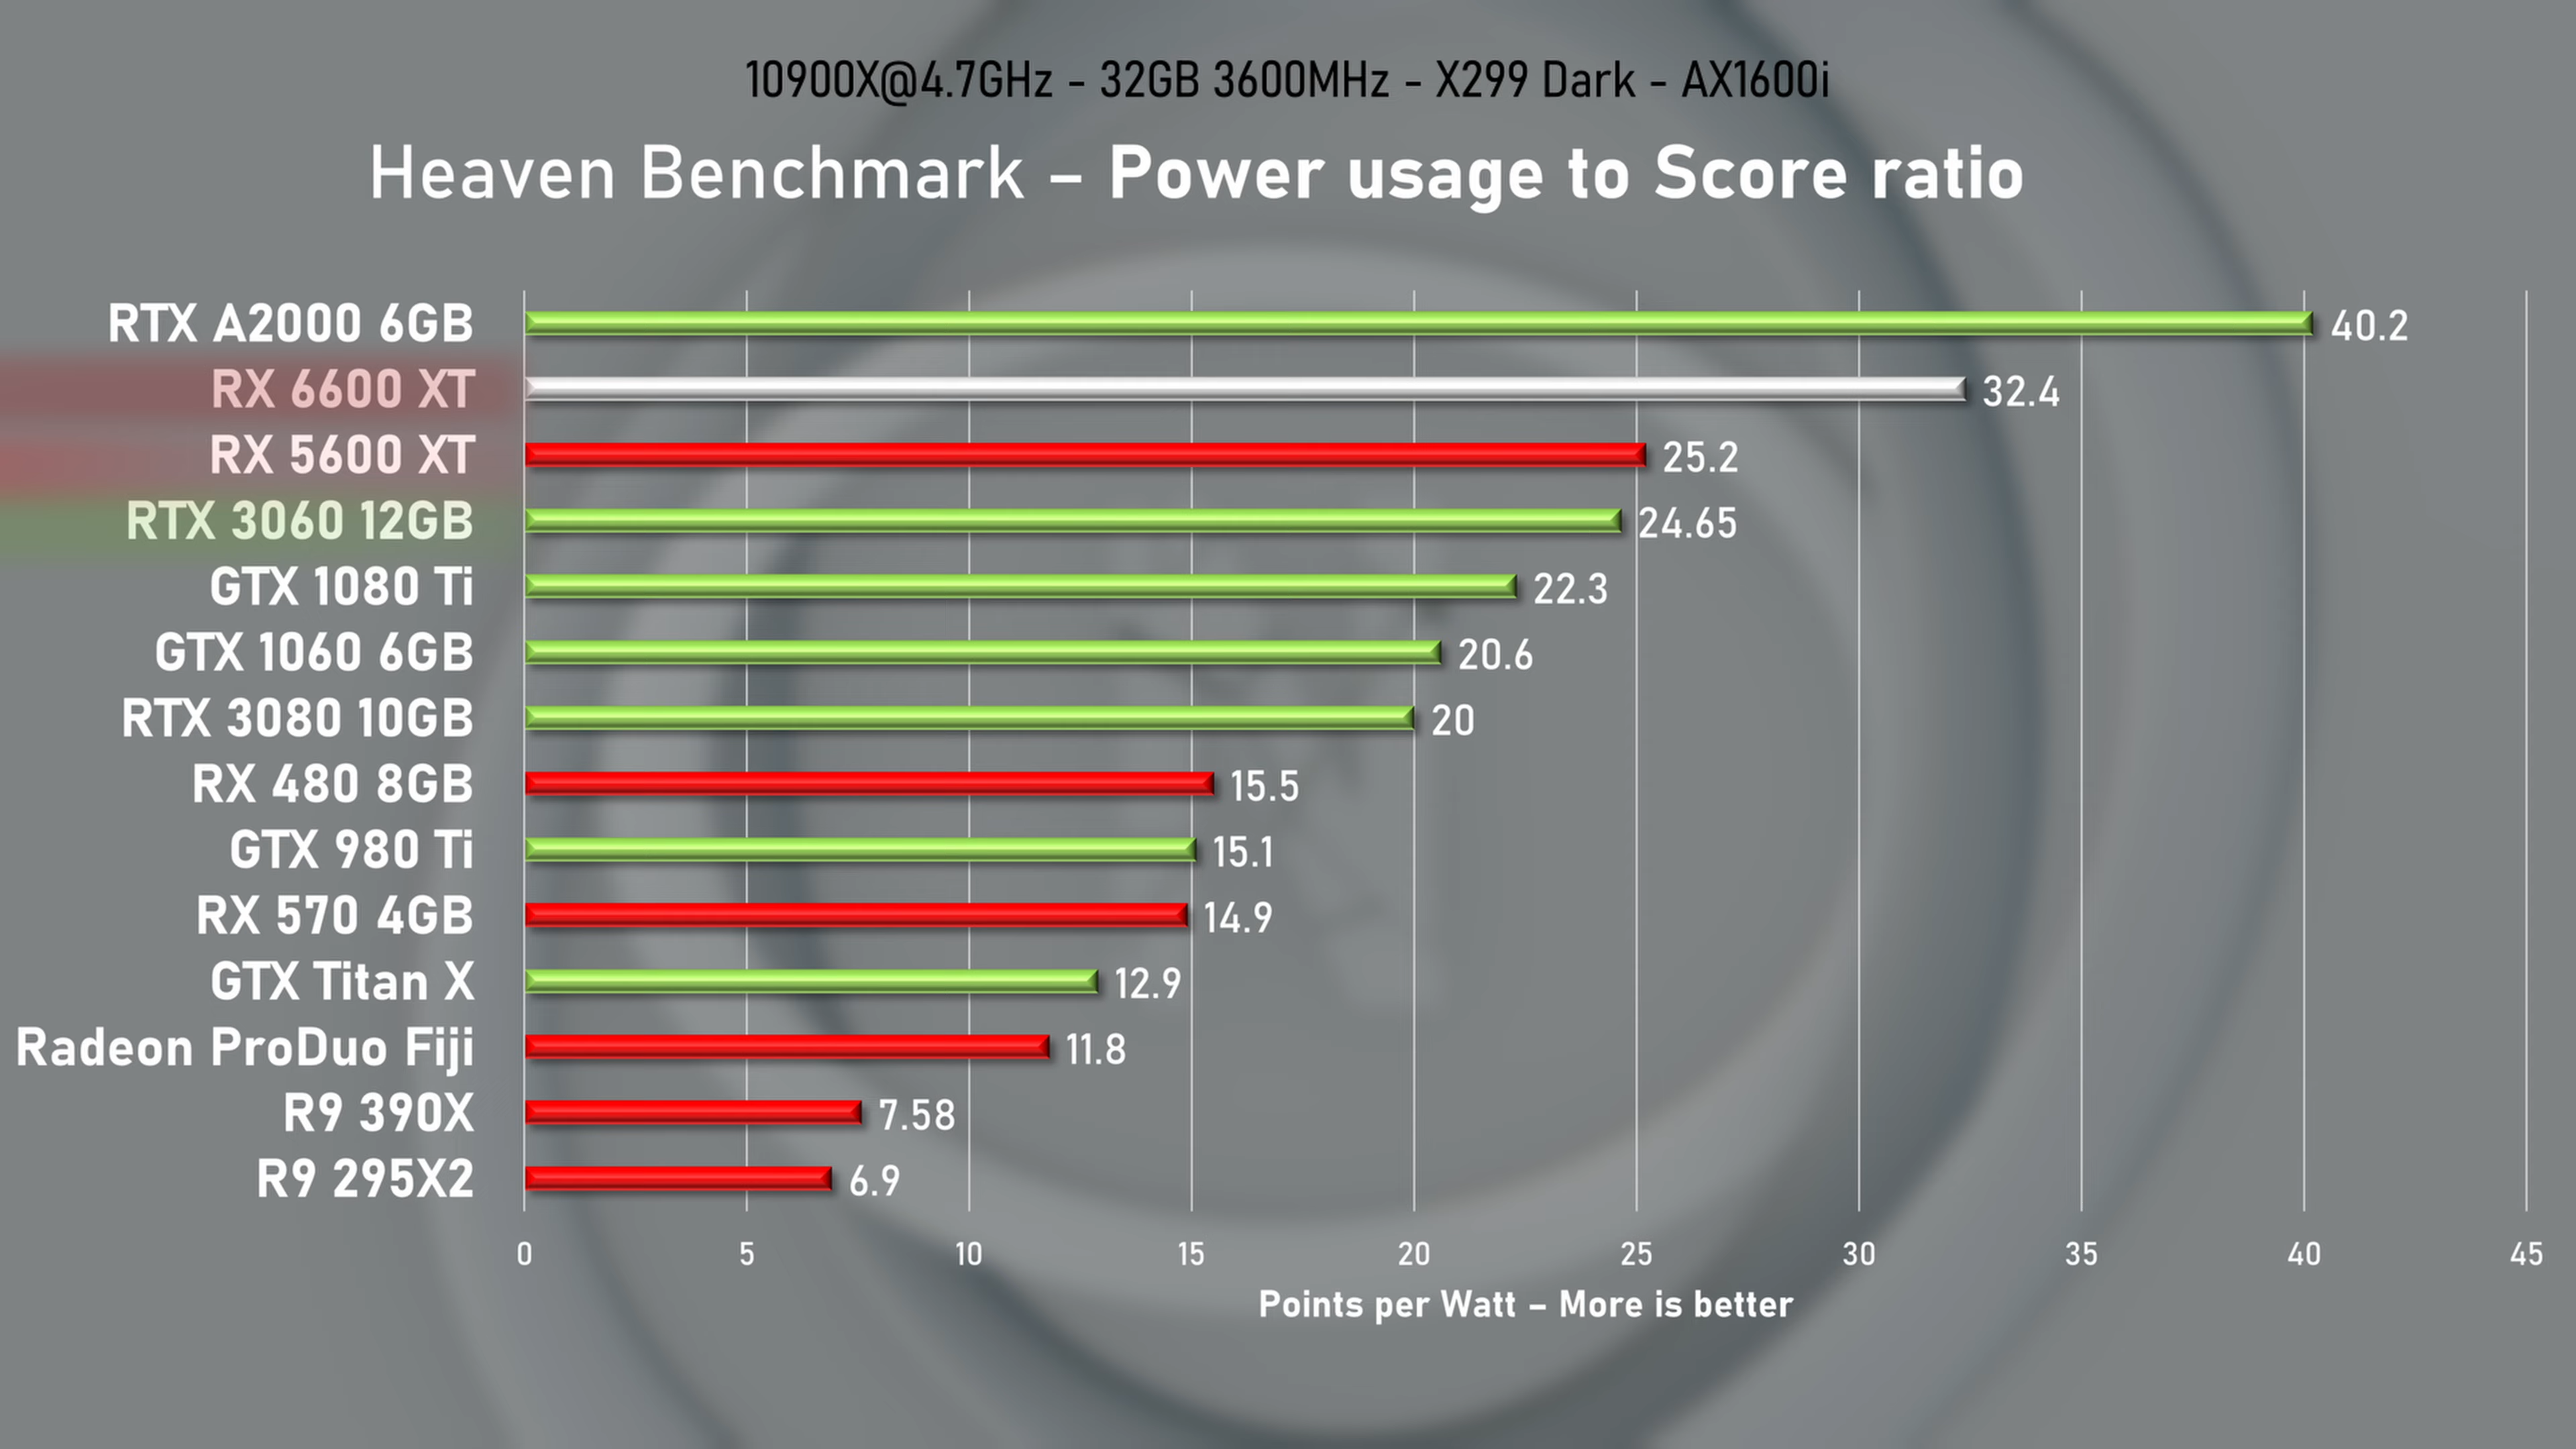 10900X@4.7GHz - 32GB 3600MHz - X299 Dark - AX1600i
Heaven Benchmark – Power usage to Score ratio
RTX A2000 6GB 40.2
RX 6600 XT 32.4
RX 5600 XT 25.2
RTX 3060 12GB 24.65
GTX 1080 Ti 22.3
GTX 1060 6GB 20.6
RTX 3080 10GB 20
RX 480 8GB 15.5
GTX 980 Ti 15.1
RX 570 4GB 14.9
GTX Titan X 12.9
Radeon ProDuo Fiji 11.8
R9 390X 7.58
R9 295X2 6.9
0 5 10 15 20 25 30 35 40 45
Points per Watt – More is better